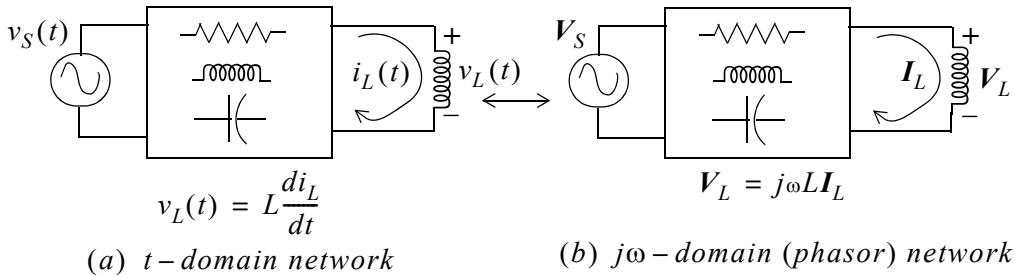 v_S(t)
i_L(t)
+
v_L(t)
−
v_L(t) = L di_L/dt
(a) t – domain network
V_S
I_L
+
V_L
−
V_L = jωLI_L
(b) jω – domain (phasor) network